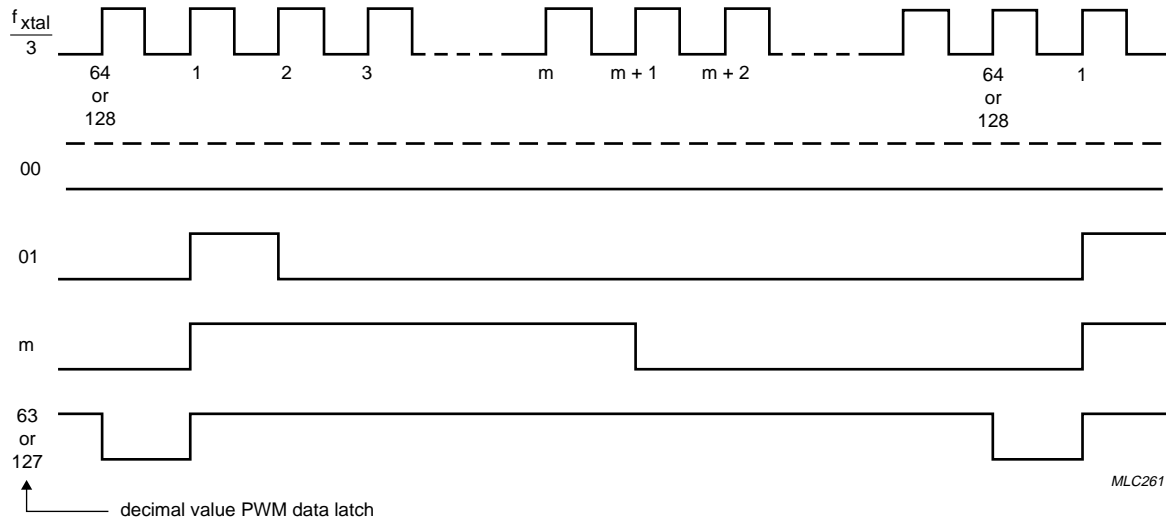 f xtal
3
64
or
128
1
2
3
m
m + 1
m + 2
64
or
128
1
00
01
m
63
or
127
MLC261
decimal value PWM data latch